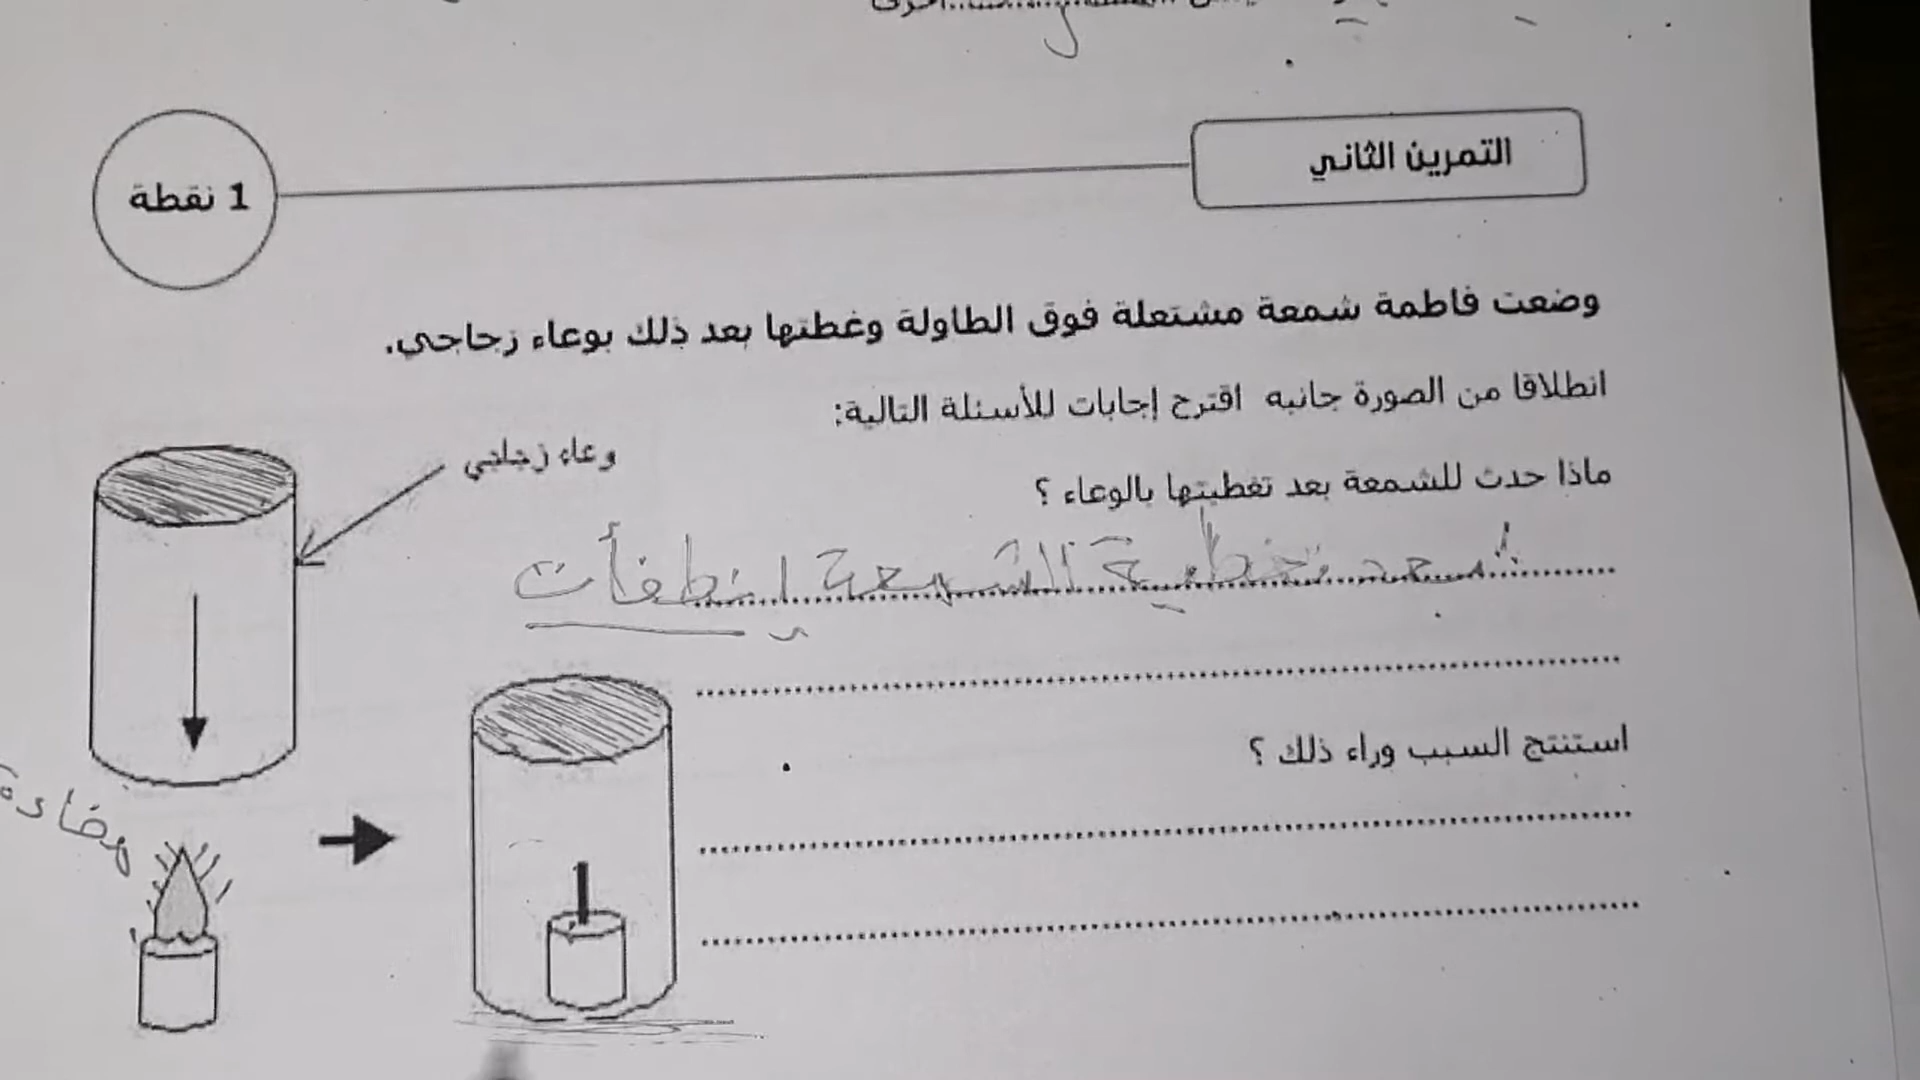 التمرين الثاني
1 نقطة
وضعت فاطمة شمعة مشتعلة فوق الطاولة وغطتها بعد ذلك بوعاء زجاجي.
انطلاقا من الصورة جانبه اقترح إجابات للأسئلة التالية:
وعاء زجاجي
ماذا حدث للشمعة بعد تغطيتها بالوعاء ؟
بعد تغطية الشمعة إنطفأت
استنتج السبب وراء ذلك ؟